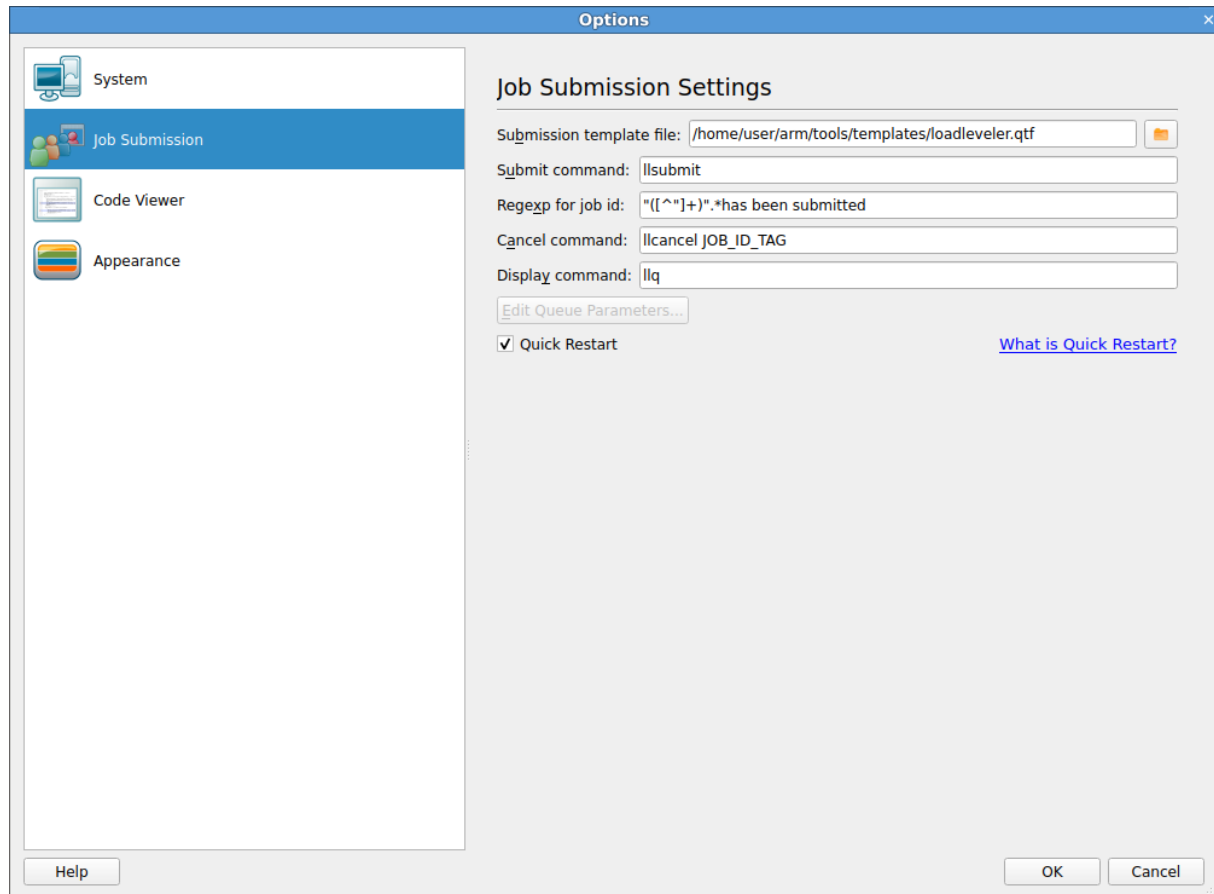 Options
System
Job Submission
Code Viewer
Appearance
Job Submission Settings
Submission template file: /home/user/arm/tools/templates/loadleveler.qtf
Submit command: llsubmit
Regexp for job id: "([^"]+)".*has been submitted
Cancel command: llcancel JOB_ID_TAG
Display command: llq
Edit Queue Parameters...
Quick Restart What is Quick Restart?
Help OK Cancel